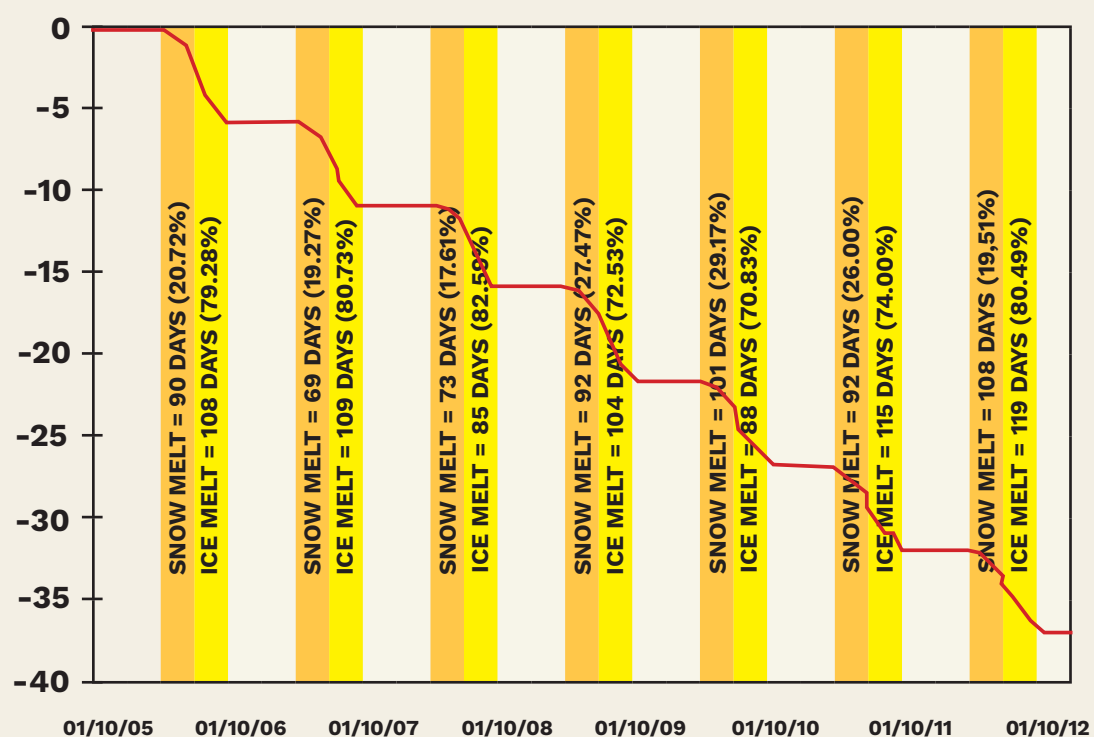 0
-5
-10
-15
-20
-25
-30
-35
-40
SNOW MELT = 90 DAYS (20.72%)
ICE MELT = 108 DAYS (79.28%)
SNOW MELT = 69 DAYS (19.27%)
ICE MELT = 109 DAYS (80.73%)
SNOW MELT = 73 DAYS (17.61%)
ICE MELT = 85 DAYS (82.59%)
SNOW MELT = 92 DAYS (27.47%)
ICE MELT = 104 DAYS (72.53%)
SNOW MELT = 101 DAYS (29.17%)
ICE MELT = 88 DAYS (70.83%)
SNOW MELT = 92 DAYS (26.00%)
ICE MELT = 115 DAYS (74.00%)
SNOW MELT = 108 DAYS (19,51%)
ICE MELT = 119 DAYS (80.49%)
01/10/05 01/10/06 01/10/07 01/10/08 01/10/09 01/10/10 01/10/11 01/10/12